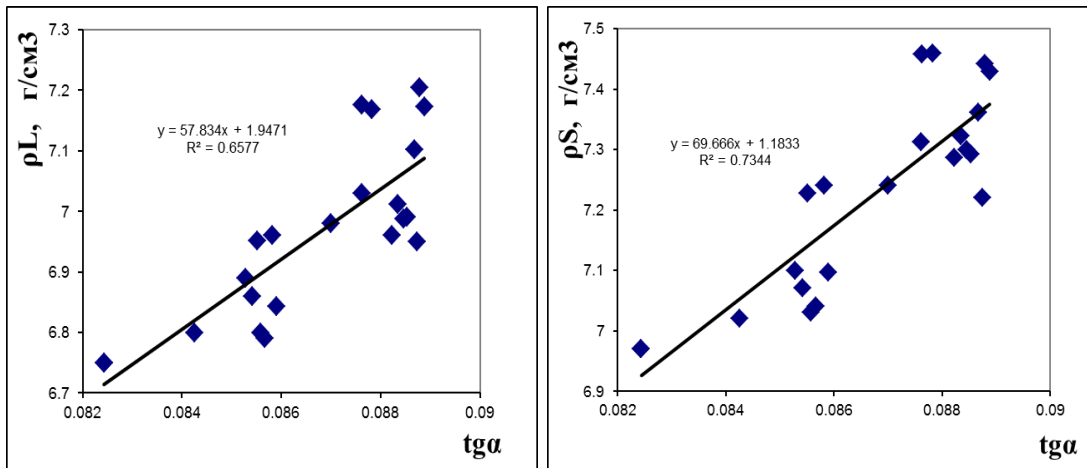 ρL, г/см3
7.3
7.2
7.1
7
6.9
6.8
6.7
y = 57.834x + 1.9471
R² = 0.6577
0.082 0.084 0.086 0.088 0.09
tgα
ρS, г/см3
7.5
7.4
7.3
7.2
7.1
7
6.9
y = 69.666x + 1.1833
R² = 0.7344
0.082 0.084 0.086 0.088 0.09
tgα